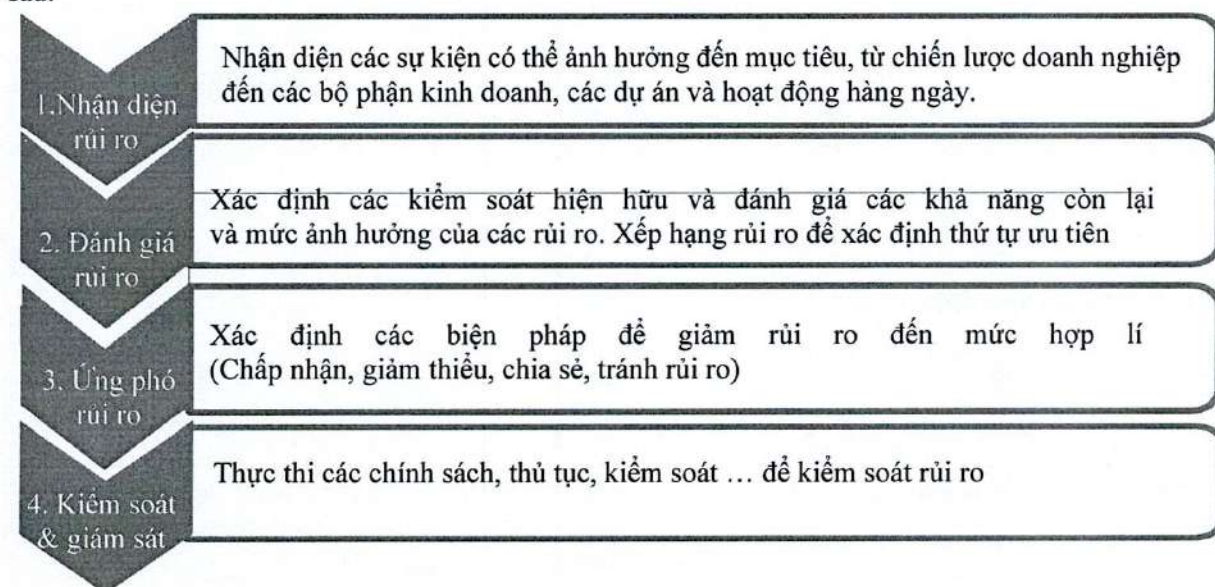 sau:
1.Nhận diện
rủi ro
Nhận diện các sự kiện có thể ảnh hưởng đến mục tiêu, từ chiến lược doanh nghiệp
đến các bộ phận kinh doanh, các dự án và hoạt động hàng ngày.
2. Đánh giá
rủi ro
Xác định các kiểm soát hiện hữu và đánh giá các khả năng còn lại
và mức ảnh hưởng của các rủi ro. Xếp hạng rủi ro để xác định thứ tự ưu tiên
3. Ứng phó
rủi ro
Xác định các biện pháp để giảm rủi ro đến mức hợp lí
(Chấp nhận, giảm thiểu, chia sẻ, tránh rủi ro)
4. Kiểm soát
& giám sát
Thực thi các chính sách, thủ tục, kiểm soát … để kiểm soát rủi ro